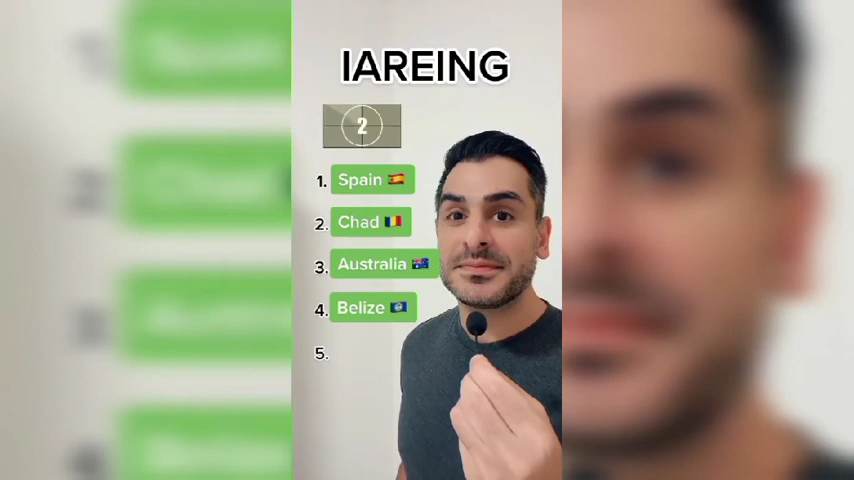 IAREING
2
1. Spain 🇪🇸
2. Chad 🇹🇩
3. Australia 🇦🇺
4. Belize 🇧🇿
5.